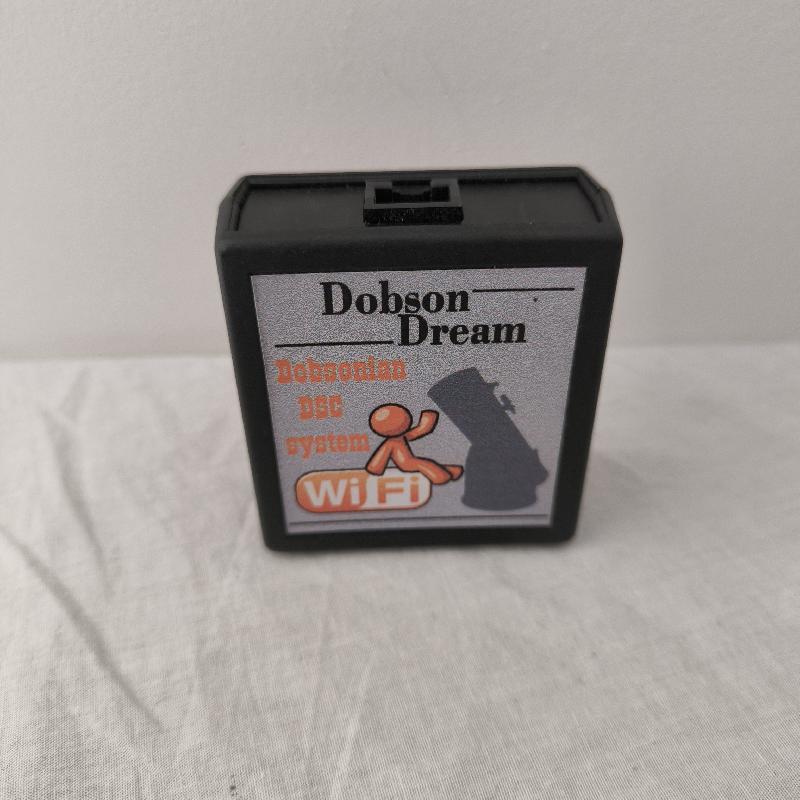 Dobson
Dream
Dobsonian
DSC
system
WiFi